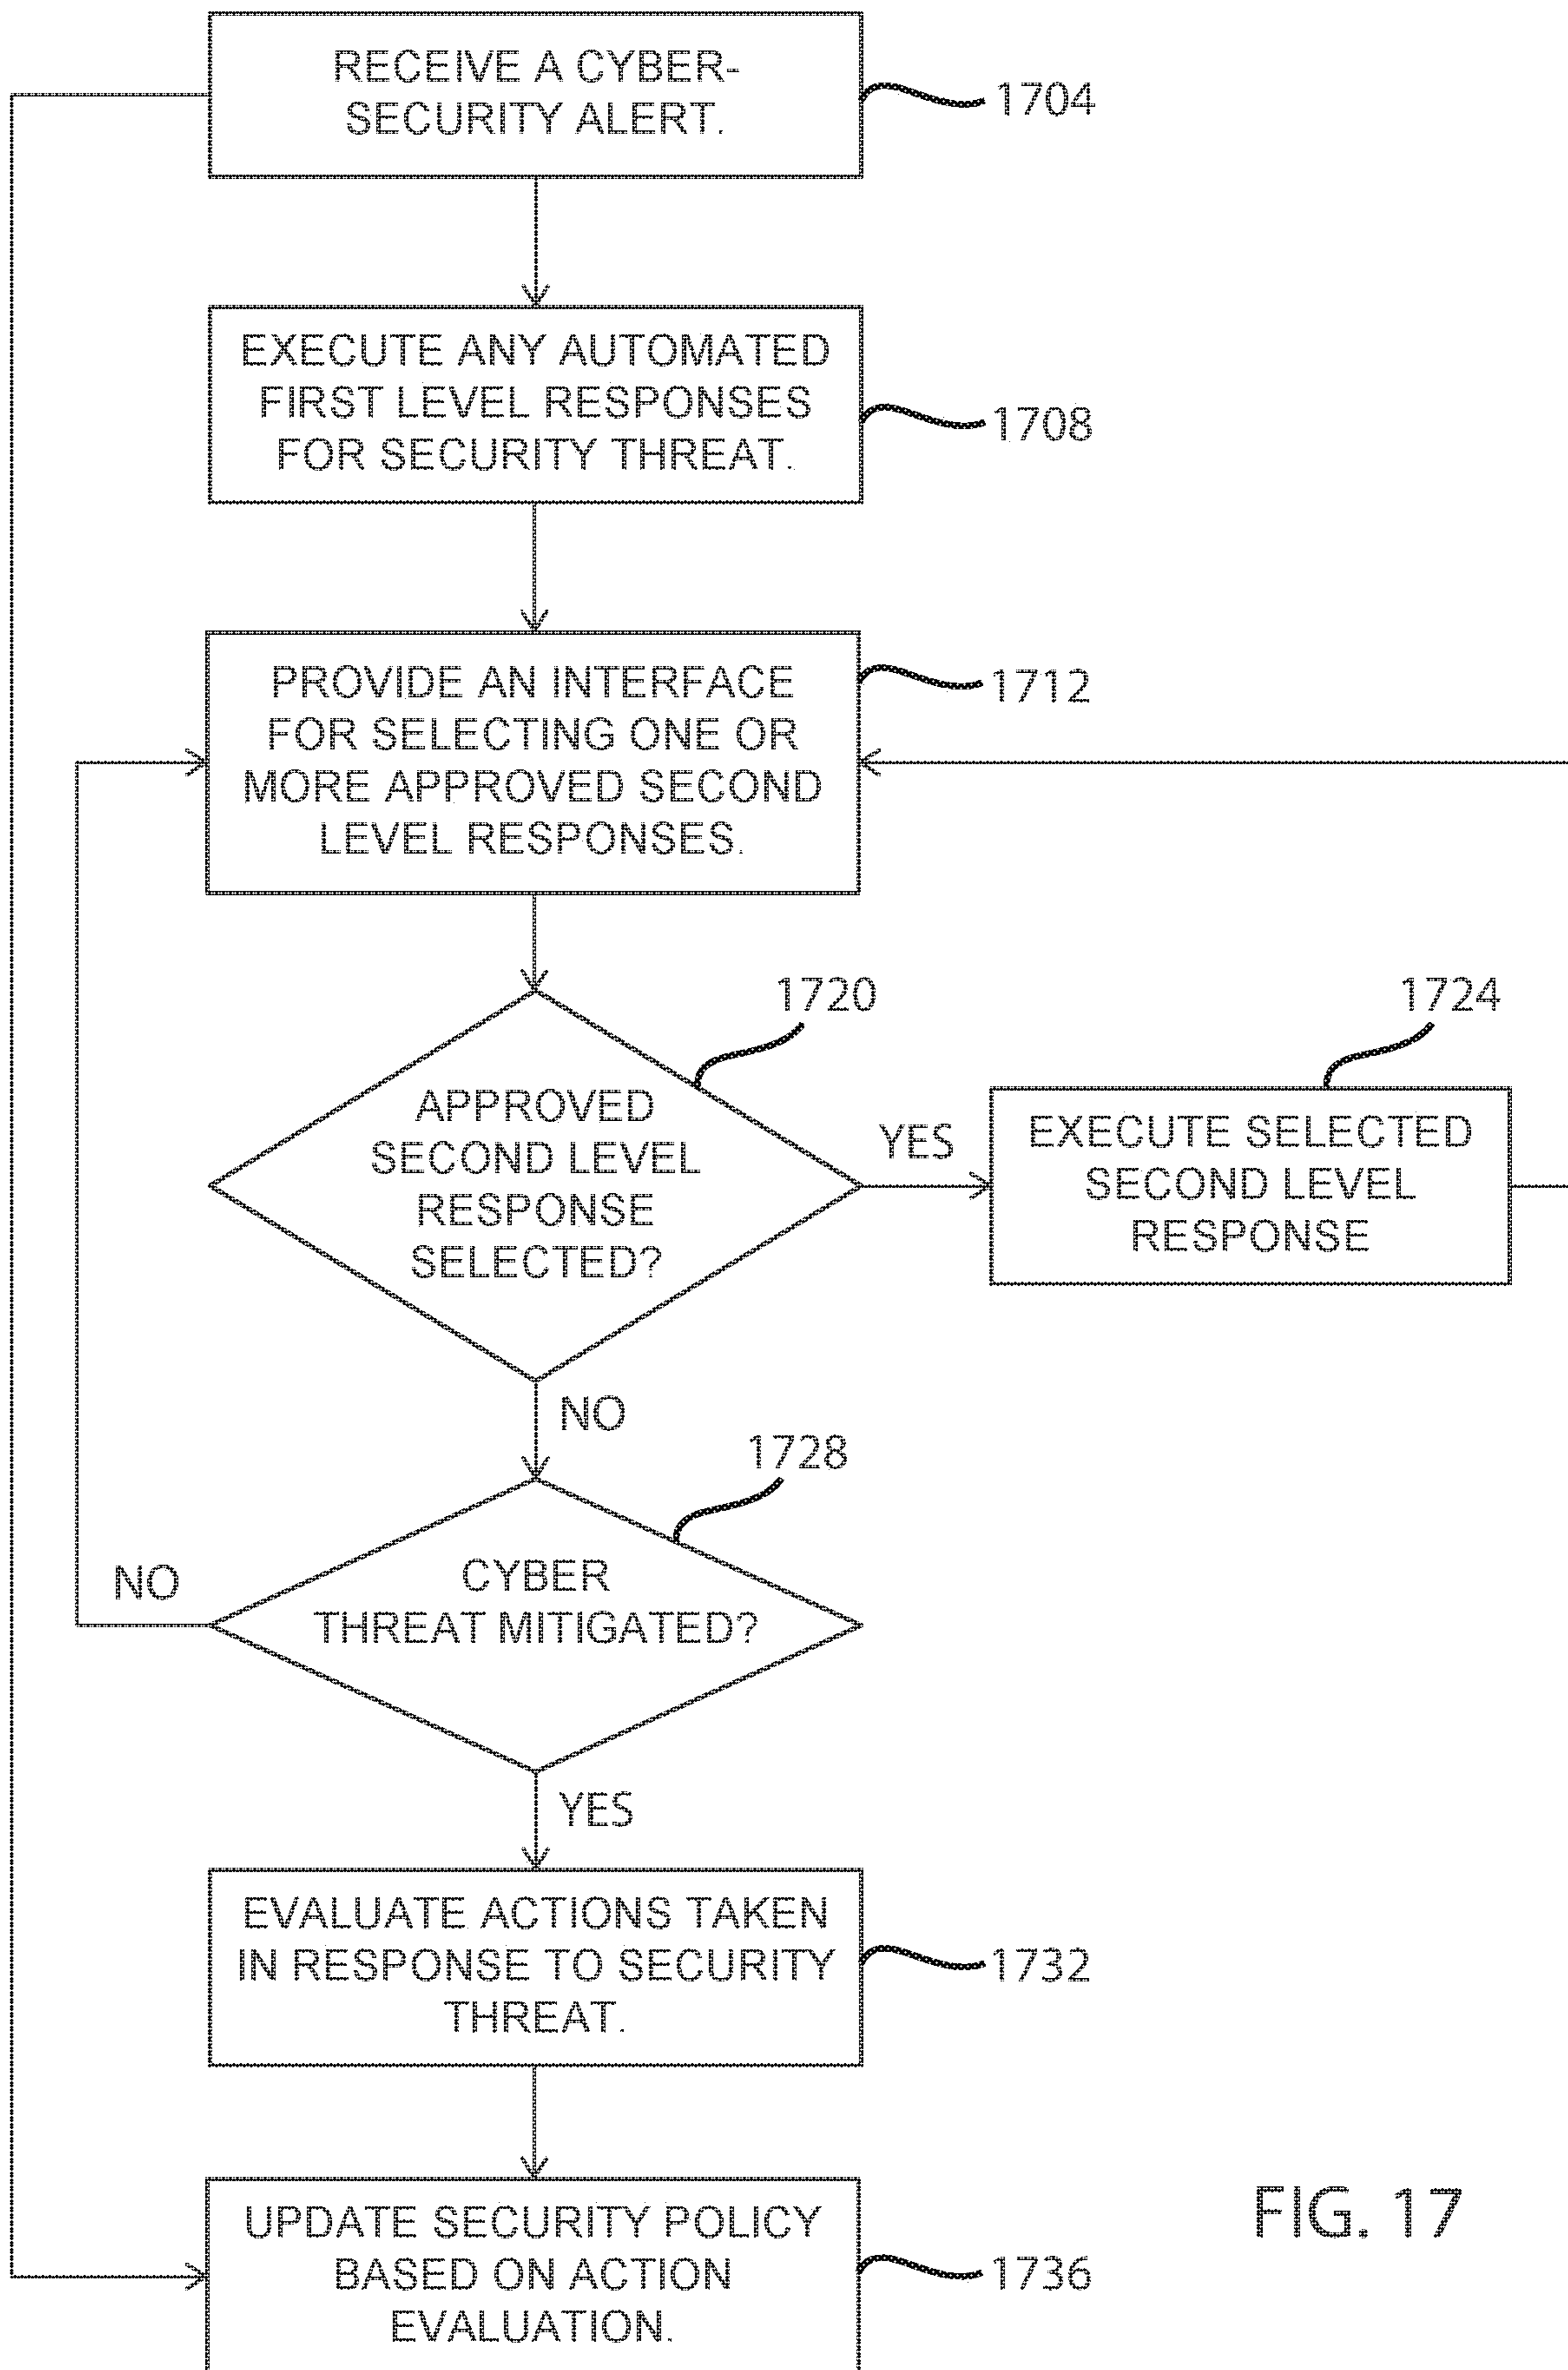 RECEIVE A CYBER-
SECURITY ALERT.
1704
EXECUTE ANY AUTOMATED
FIRST LEVEL RESPONSES
FOR SECURITY THREAT.
1708
PROVIDE AN INTERFACE
FOR SELECTING ONE OR
MORE APPROVED SECOND
LEVEL RESPONSES.
1712
1720
APPROVED
SECOND LEVEL
RESPONSE
SELECTED?
YES
1724
EXECUTE SELECTED
SECOND LEVEL
RESPONSE
NO
1728
CYBER
THREAT MITIGATED?
NO
YES
EVALUATE ACTIONS TAKEN
IN RESPONSE TO SECURITY
THREAT.
1732
UPDATE SECURITY POLICY
BASED ON ACTION
EVALUATION.
1736
FIG. 17